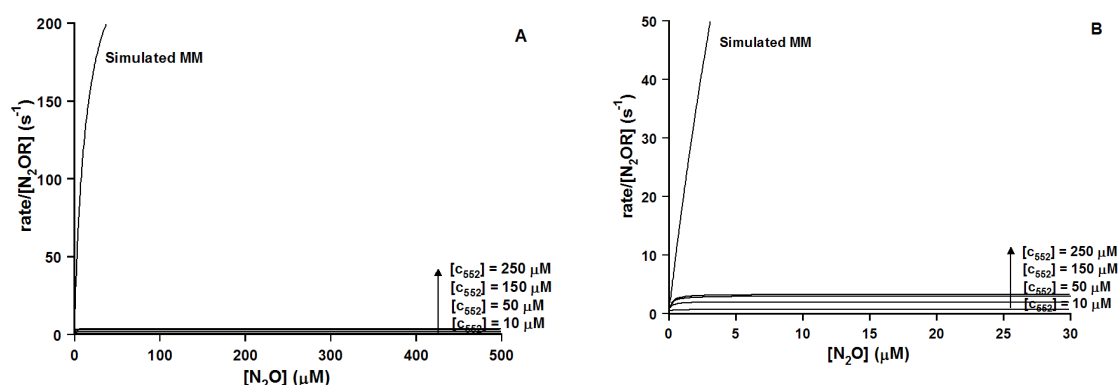 A
Simulated MM
rate/[N₂OR] (s⁻¹)
200
150
100
50
0
[c₅₅₂] = 250 μM
[c₅₅₂] = 150 μM
[c₅₅₂] = 50 μM
[c₅₅₂] = 10 μM
0 100 200 300 400 500
[N₂O] (μM)
B
Simulated MM
rate/[N₂OR] (s⁻¹)
50
40
30
20
10
0
[c₅₅₂] = 250 μM
[c₅₅₂] = 150 μM
[c₅₅₂] = 50 μM
[c₅₅₂] = 10 μM
0 5 10 15 20 25 30
[N₂O] (μM)